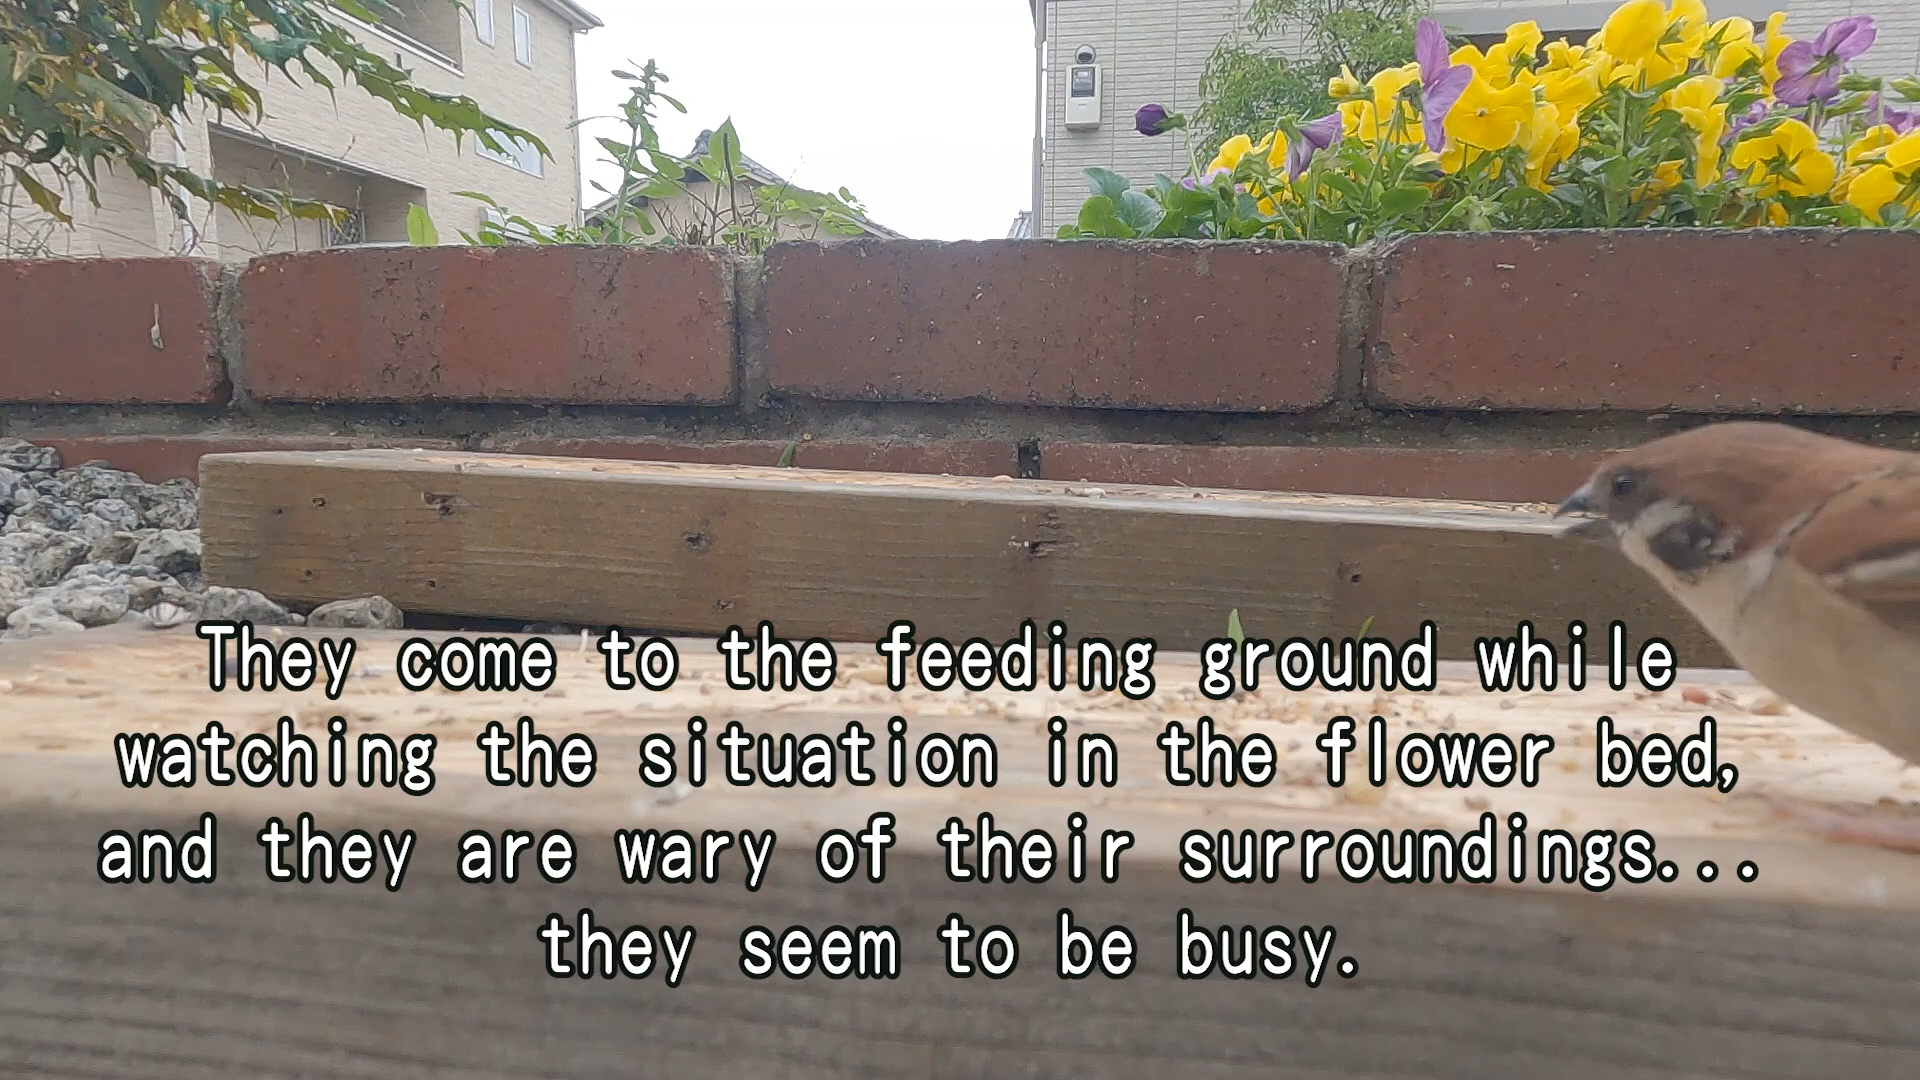 They come to the feeding ground while
watching the situation in the flower bed,
and they are wary of their surroundings...
they seem to be busy.